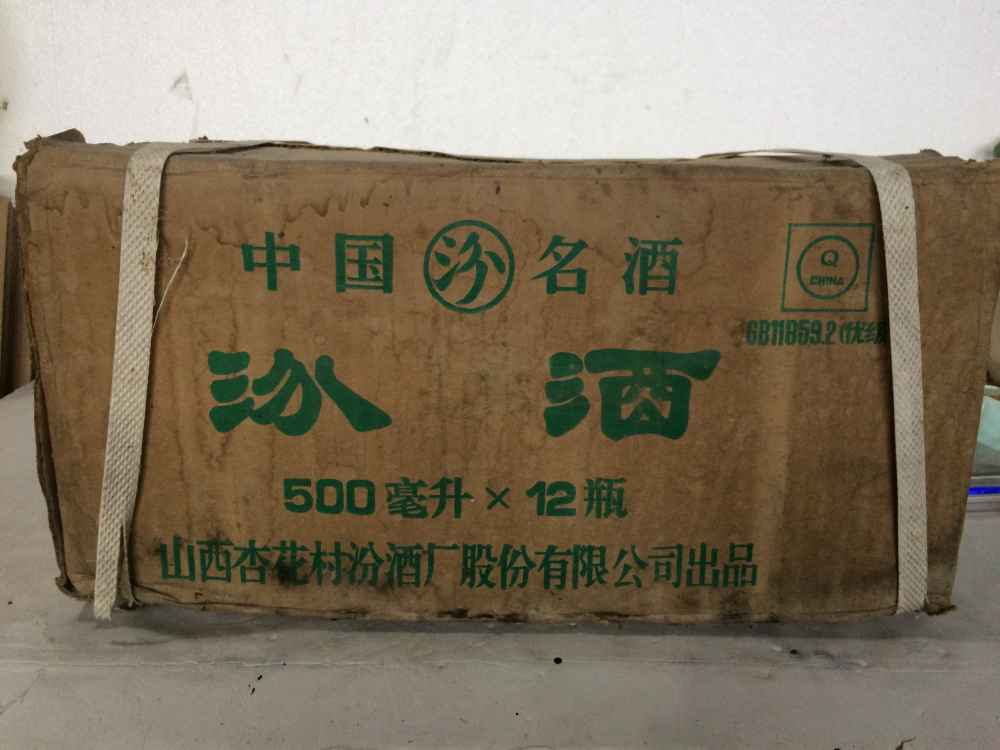 中国汾名酒
Q
CHINA
GB11859.2(优级
汾酒
500毫升×12瓶
山西杏花村汾酒厂股份有限公司出品